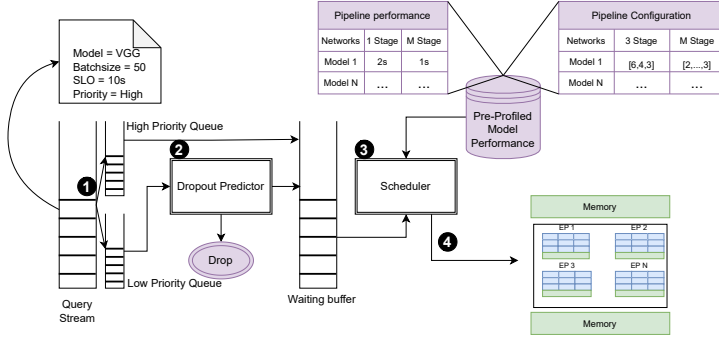 Pipeline performance
Networks 1 Stage M Stage
Model 1 2s 1s
Model N ... ...
Pipeline Configuration
Networks 3 Stage M Stage
Model 1 [6,4,3] [2,...,3]
Model N ... ...
Model = VGG
Batchsize = 50
SLO = 10s
Priority = High
Pre-Profiled
Model
Performance
High Priority Queue
1
2
Dropout Predictor
3
Scheduler
4
Drop
Low Priority Queue
Query
Stream
Waiting buffer
Memory
EP 1 EP 2
EP 3 EP N
Memory